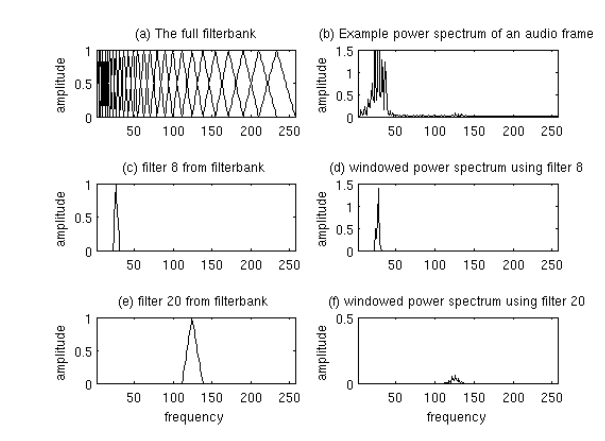 (a) The full filterbank
(b) Example power spectrum of an audio frame
1
0.5
0
amplitude
50 100 150 200 250
1.5
1
0.5
0
amplitude
50 100 150 200 250
(c) filter 8 from filterbank
(d) windowed power spectrum using filter 8
1
0.5
0
amplitude
50 100 150 200 250
1.5
1
0.5
0
amplitude
50 100 150 200 250
(e) filter 20 from filterbank
(f) windowed power spectrum using filter 20
1
0.5
0
amplitude
50 100 150 200 250
frequency
0.5
0
amplitude
50 100 150 200 250
frequency